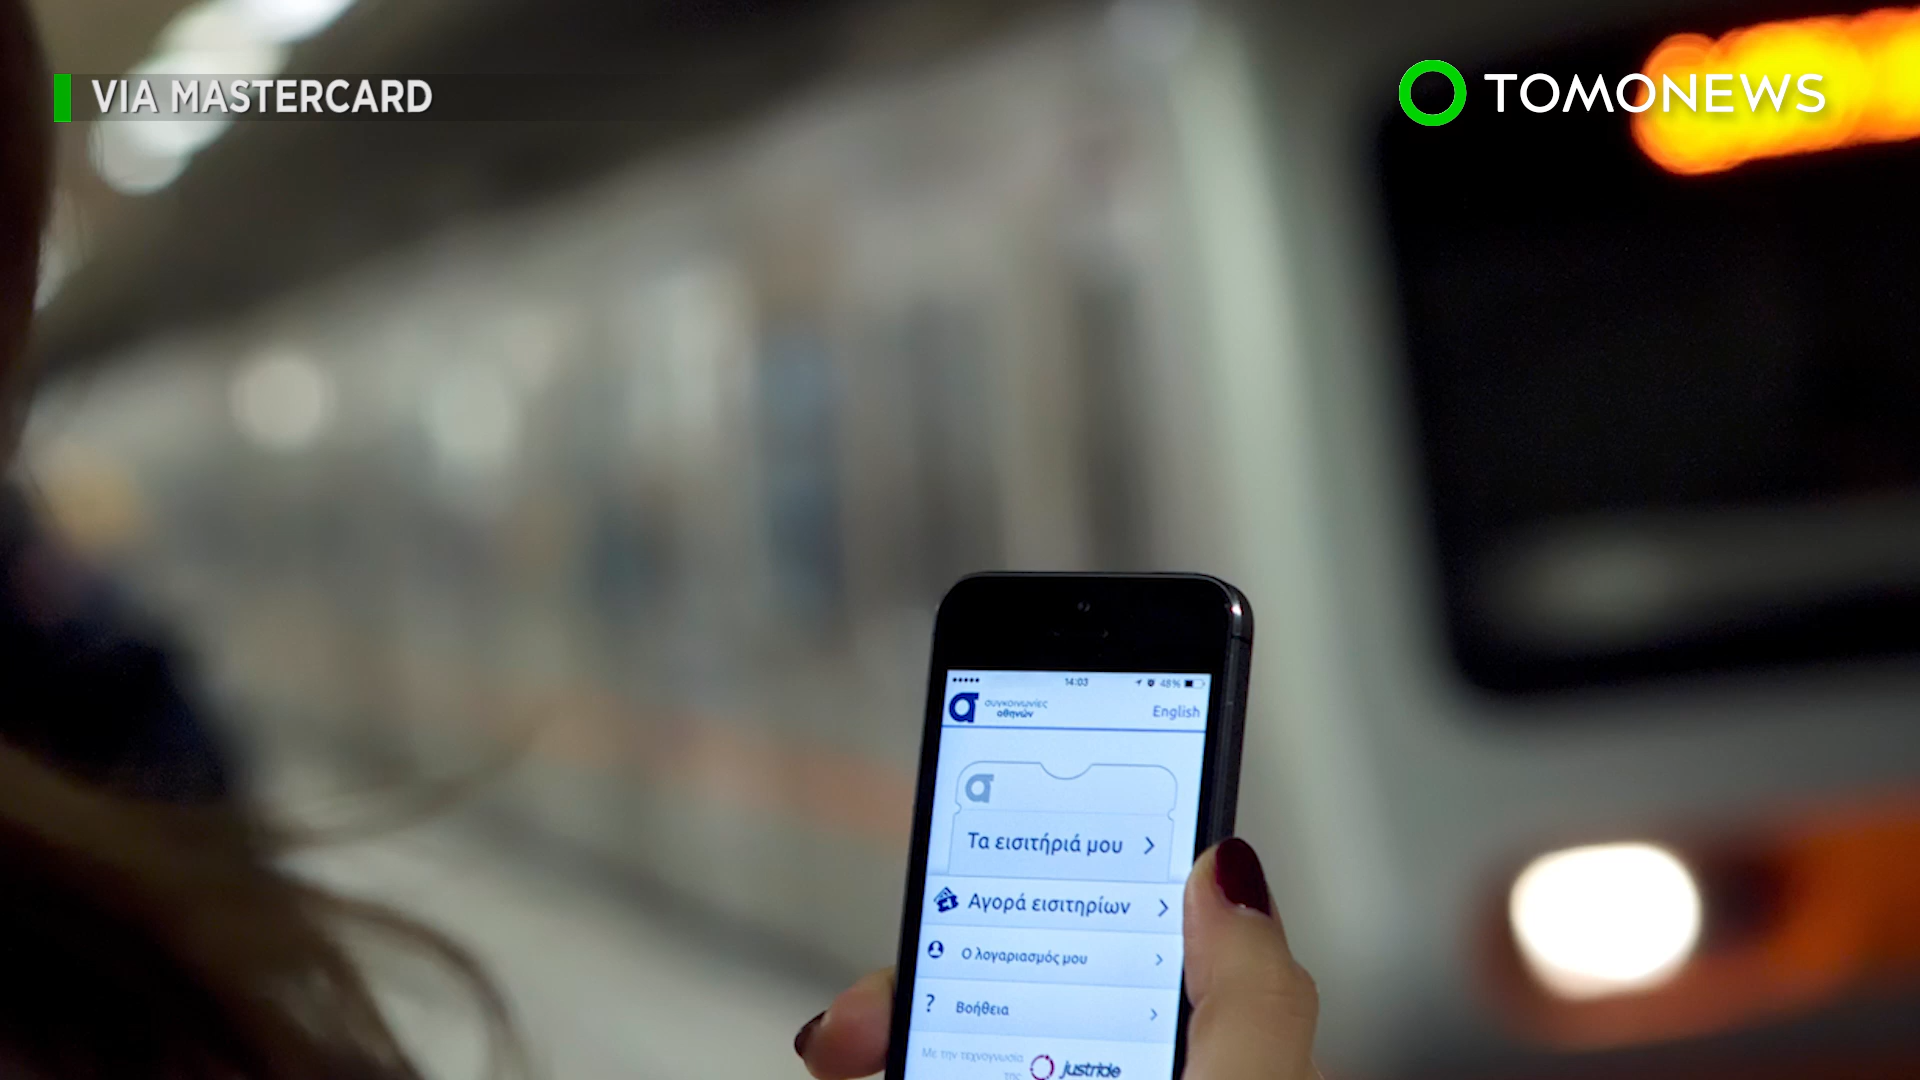 VIA MASTERCARD
TOMONEWS
14:03
48%
συγκοινωνίες
αθηνών
English
Τα εισιτήριά μου
Αγορά εισιτηρίων
Ο λογαριασμός μου
? Βοήθεια
Με την τεχνογνωσία
της
justride